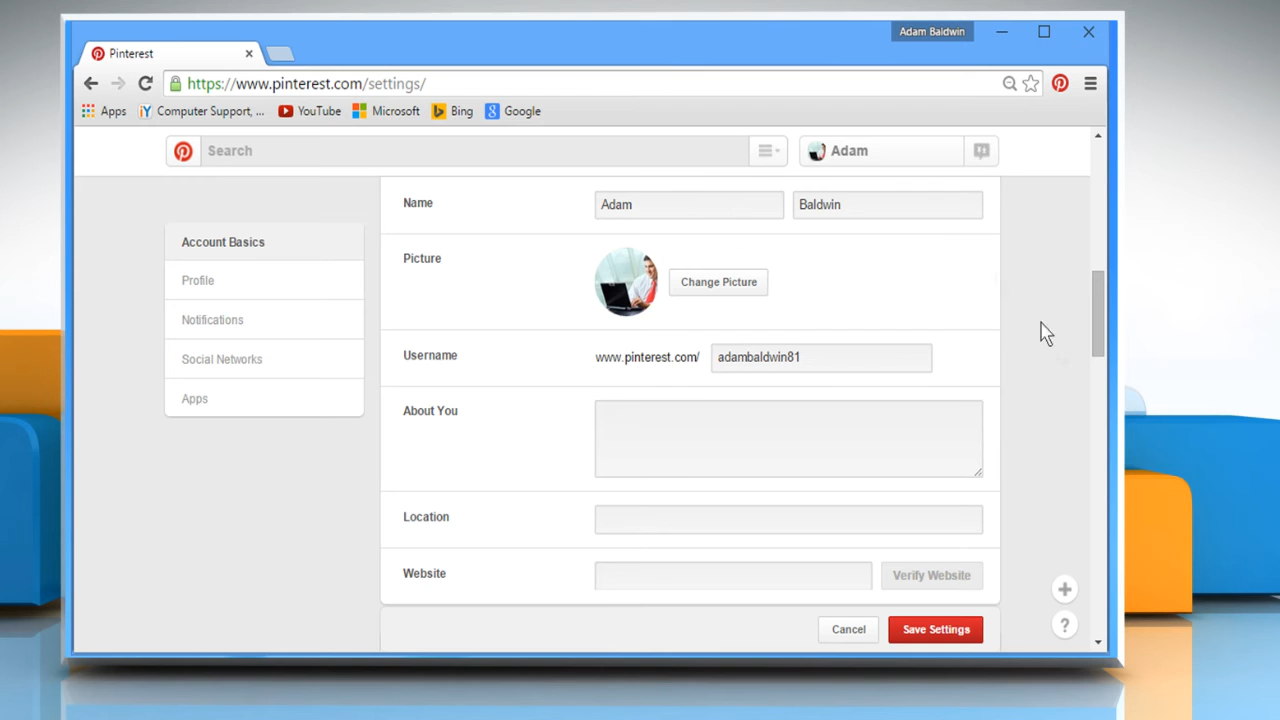 Adam Baldwin
Pinterest
https://www.pinterest.com/settings/
Apps Computer Support, ... YouTube Microsoft Bing Google
Search Adam
Name Adam Baldwin
Account Basics
Profile
Notifications
Social Networks
Apps
Picture Change Picture
Username www.pinterest.com/ adambaldwin81
About You
Location
Website Verify Website
Cancel Save Settings